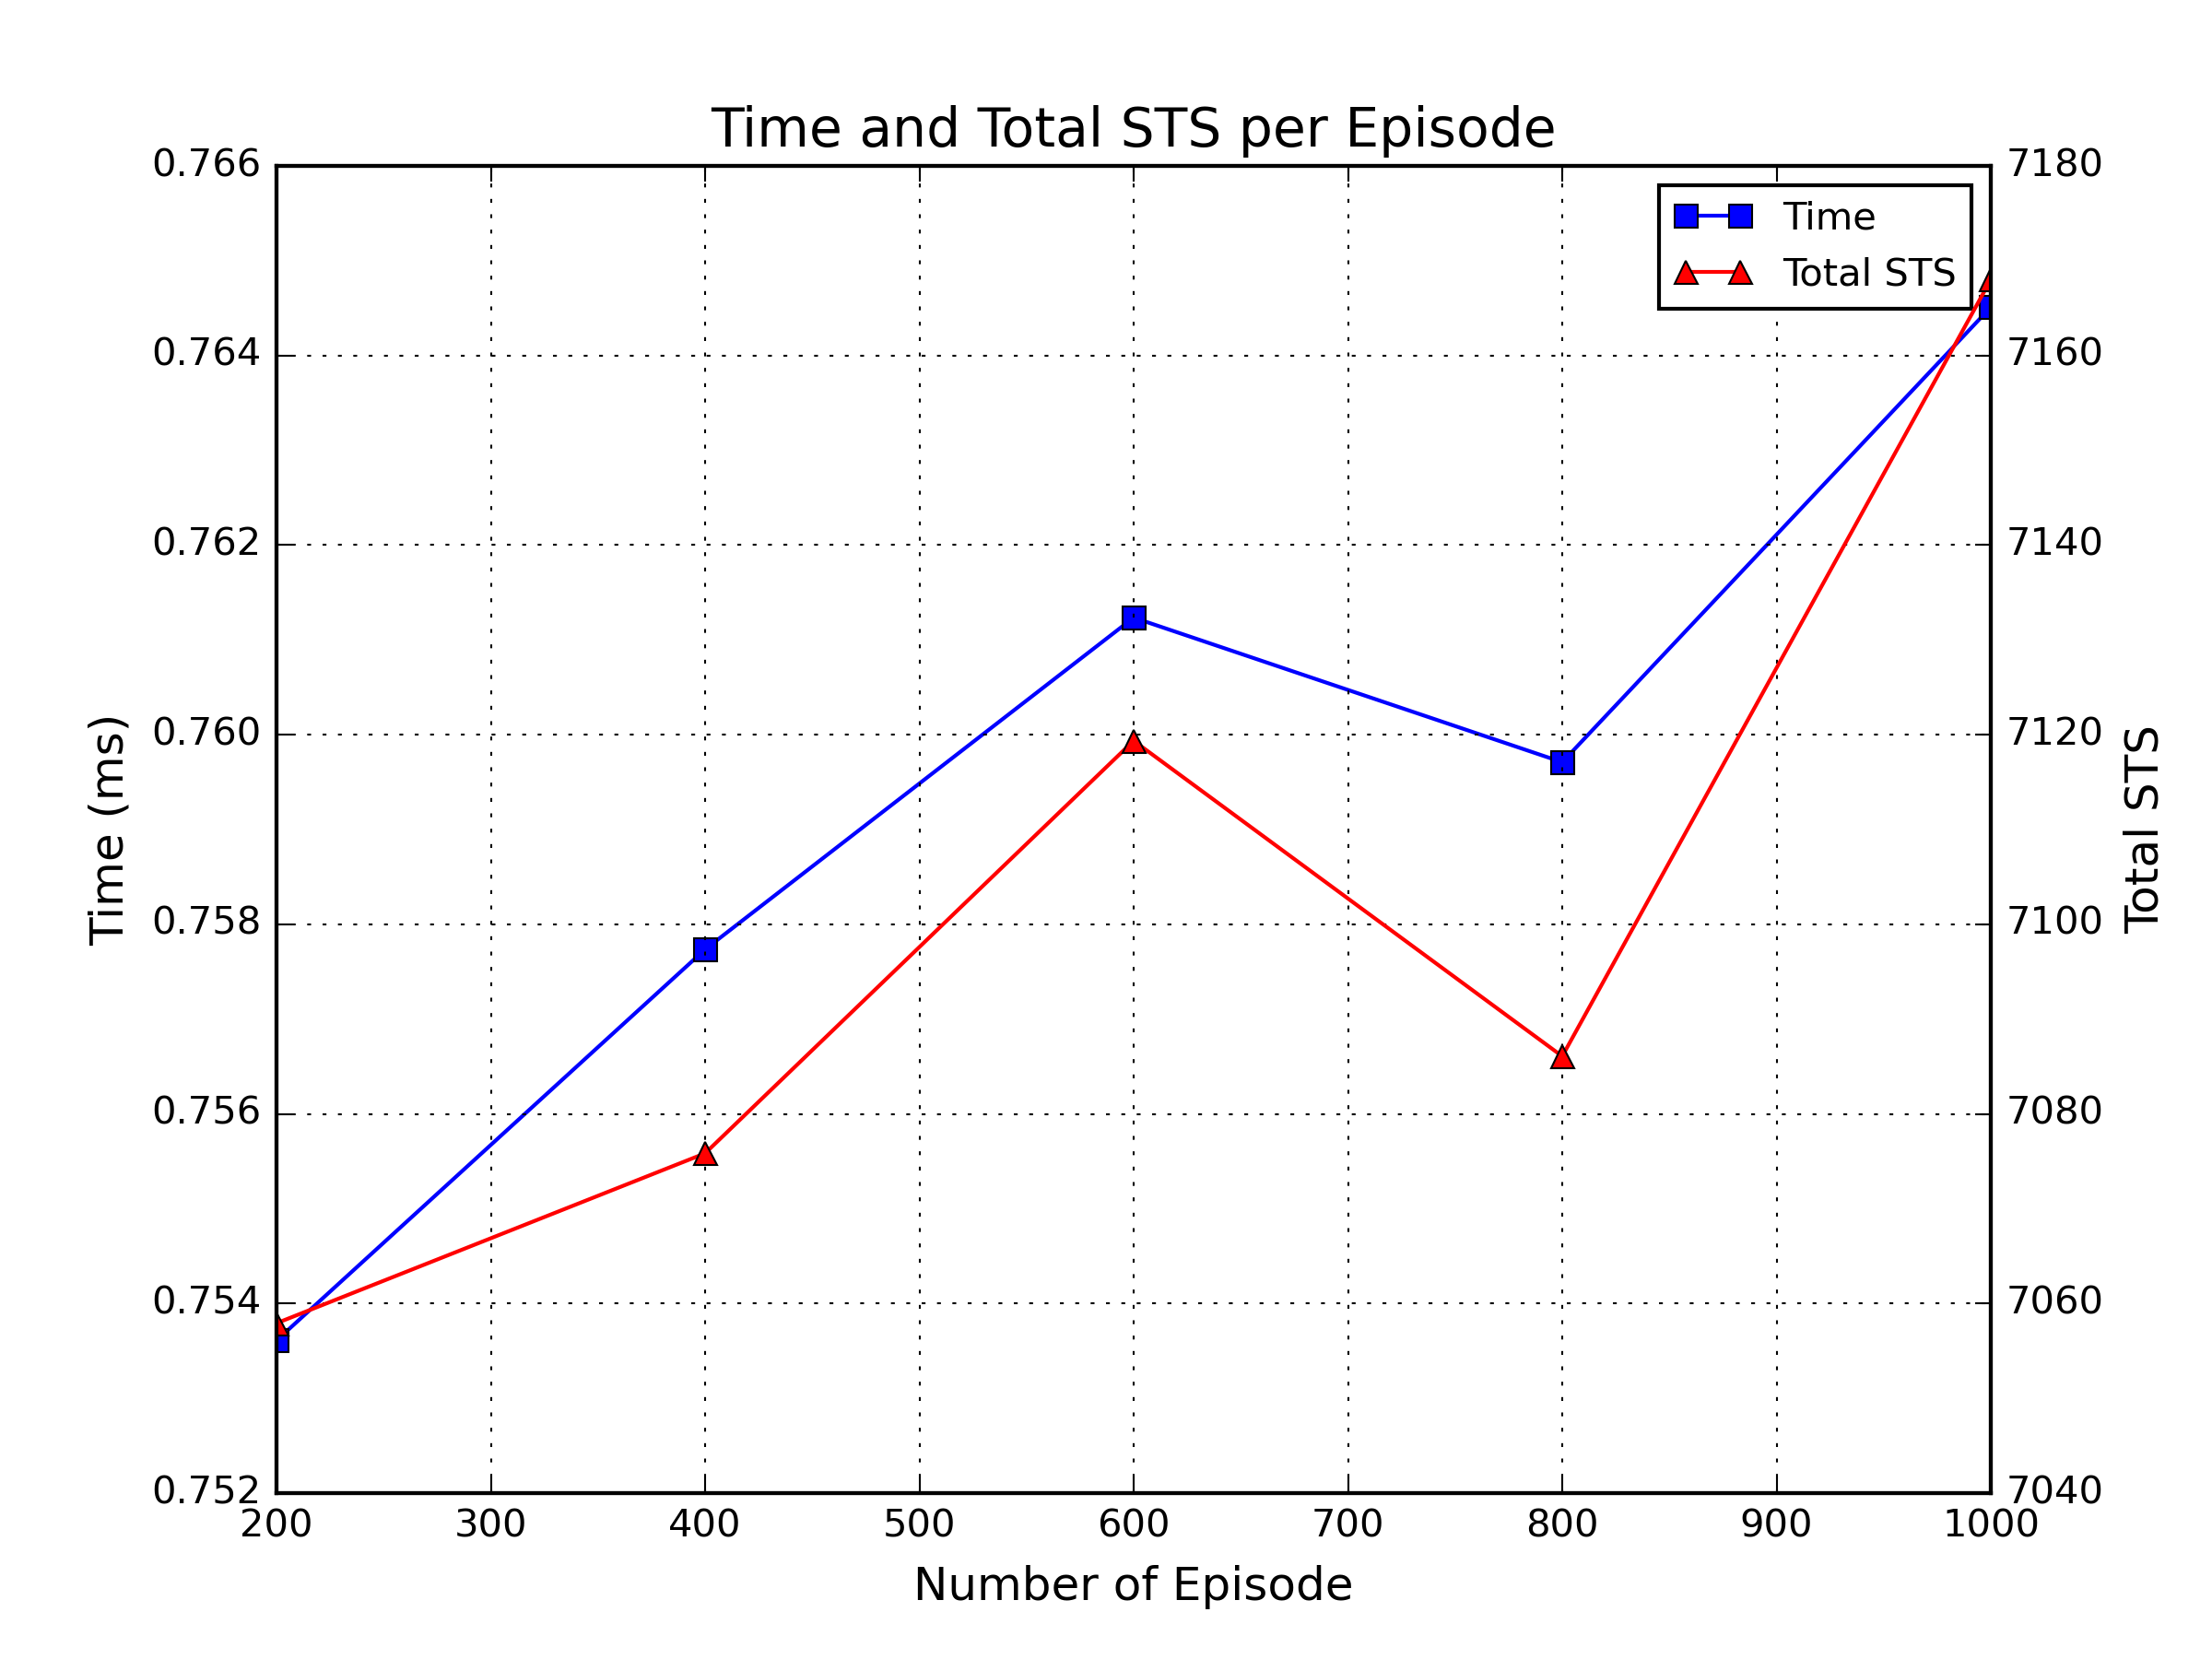 Time and Total STS per Episode
Time
Total STS
0.766
0.764
0.762
0.760
0.758
0.756
0.754
0.752
Time (ms)
7180
7160
7140
7120
7100
7080
7060
7040
Total STS
200 300 400 500 600 700 800 900 1000
Number of Episode